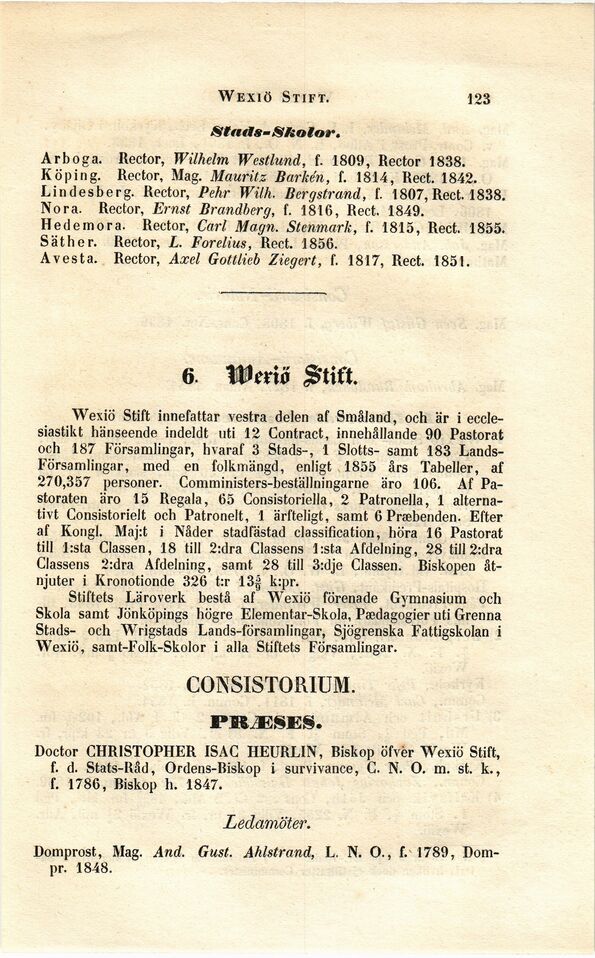 WEXIÖ STIFT. 123
Stads-Skolor.
Arboga. Rector, Wilhelm Westlund, f. 1809, Rector 1838.
Köping. Rector, Mag. Mauritz Barkén, f. 1814, Rect. 1842.
Lindesberg. Rector, Pehr Wilh. Bergstrand, f. 1807, Rect. 1838.
Nora. Rector, Ernst Brandberg, f. 1816, Rect. 1849.
Hedemora. Rector, Carl Magn. Stenmark, f. 1815, Rect. 1855.
Säther. Rector, L. Forelius, Rect. 1856.
Avesta. Rector, Axel Gottlieb Ziegert, f. 1817, Rect. 1851.
6. Wexiö Stift.
Wexiö Stift innefattar vestra delen af Småland, och är i eccle-
siastikt hänseende indeldt uti 12 Contract, innehållande 90 Pastorat
och 187 Församlingar, hvaraf 3 Stads-, 1 Slotts- samt 183 Lands-
Församlingar, med en folkmängd, enligt 1855 års Tabeller, af
270,357 personer. Comministers-beställningarne äro 106. Af Pa-
storaten äro 15 Regala, 65 Consistoriella, 2 Patronella, 1 alterna-
tivt Consistorielt och Patronelt, 1 ärfteligt, samt 6 Præbenden. Efter
af Kongl. Maj:t i Nåder stadfästad classification, höra 16 Pastorat
till 1:sta Classen, 18 till 2:dra Classens 1:sta Afdelning, 28 till 2:dra
Classens 2:dra Afdelning, samt 28 till 3:dje Classen. Biskopen åt-
njuter i Kronotionde 326 t:r 13 k:pr.
Stiftets Läroverk bestå af Wexiö förenade Gymnasium och
Skola samt Jönköpings högre Elementar-Skola, Pædagogier uti Grenna
Stads- och Wrigstads Lands-församlingar, Sjögrenska Fattigskolan i
Wexiö, samt-Folk-Skolor i alla Stiftets Församlingar.
CONSISTORIUM.
PRÆSES.
Doctor CHRISTOPHER ISAC HEURLIN, Biskop öfver Wexiö Stift,
f. d. Stats-Råd, Ordens-Biskop i survivance, C. N. O. m. st. k.,
f. 1786, Biskop h. 1847.
Ledamöter.
Domprost, Mag. And. Gust. Ahlstrand, L. N. O., f. 1789, Dom-
pr. 1848.